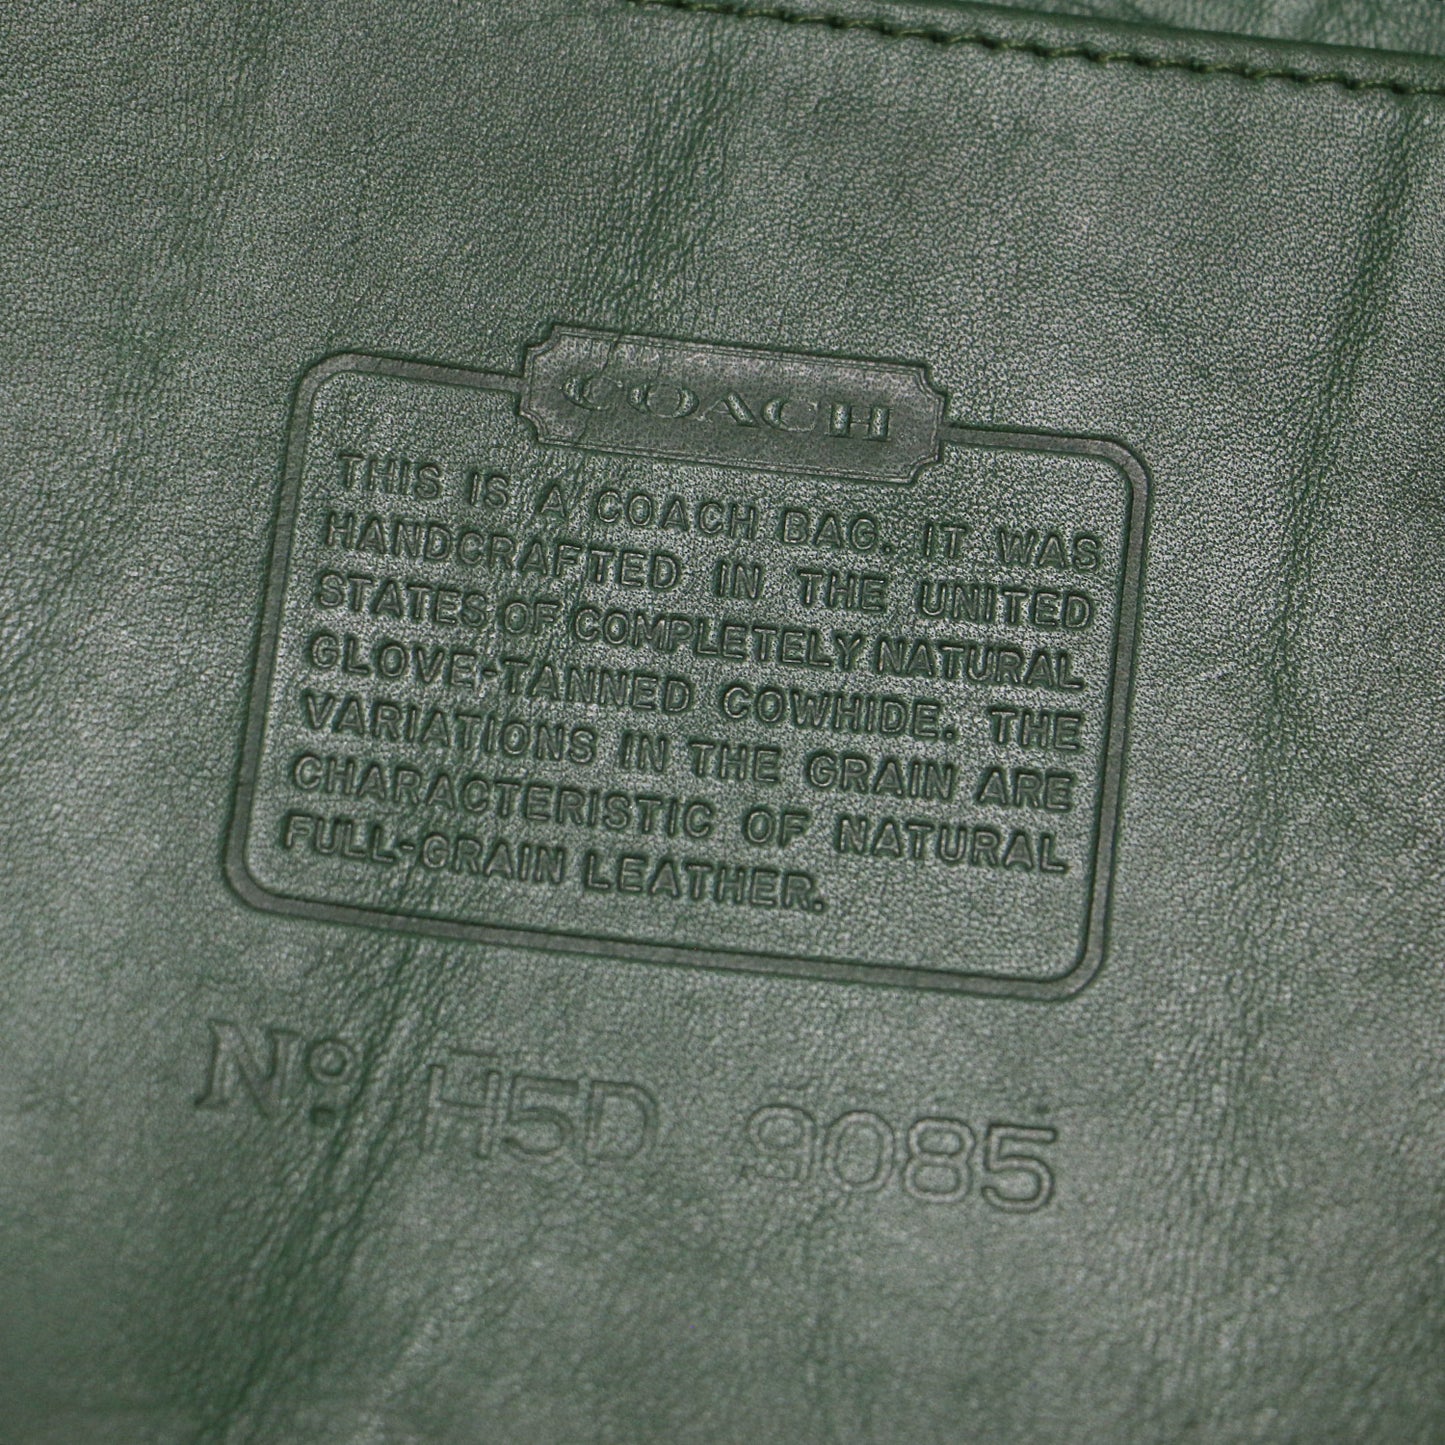 COACH
THIS IS A COACH BAG. IT WAS
HANDCRAFTED IN THE UNITED
STATES OF COMPLETELY NATURAL
GLOVE-TANNED COWHIDE. THE
VARIATIONS IN THE GRAIN ARE
CHARACTERISTIC OF NATURAL
FULL-GRAIN LEATHER.
Nº H5D 9085